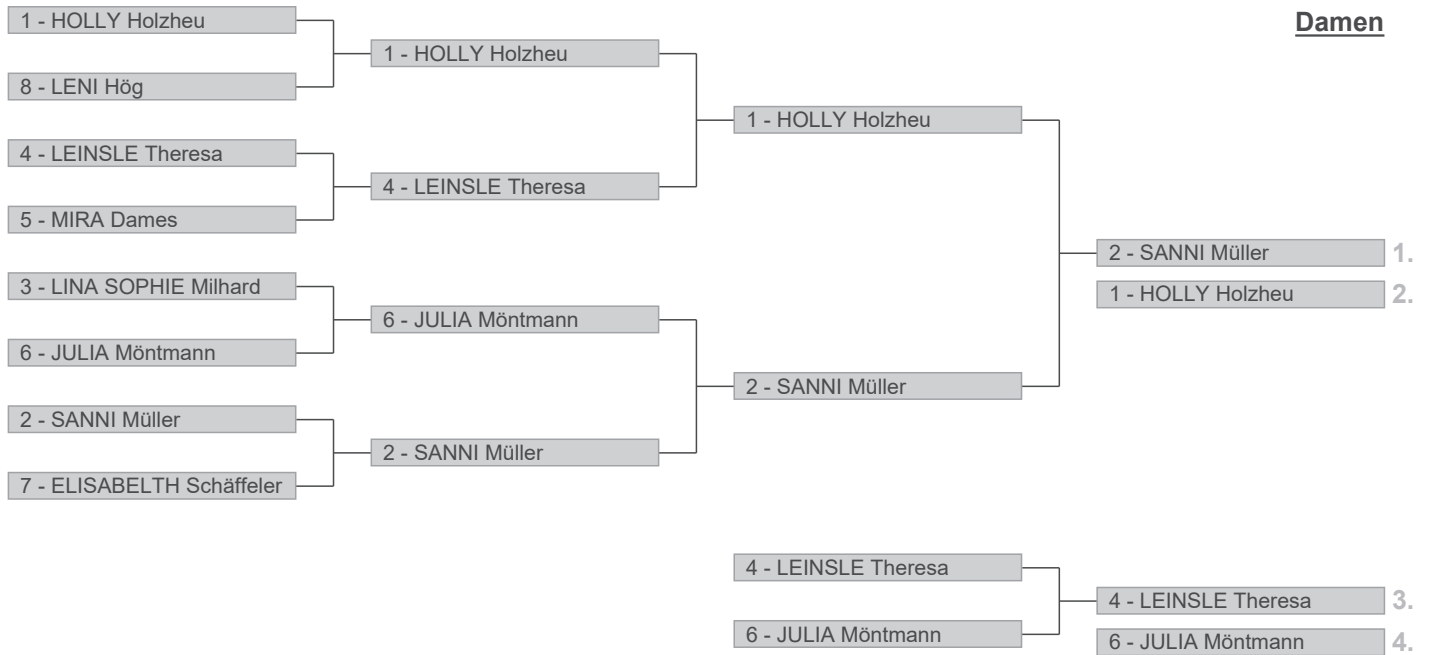 Damen
1 - HOLLY Holzheu
8 - LENI Hög
4 - LEINSLE Theresa
5 - MIRA Dames
3 - LINA SOPHIE Milhard
6 - JULIA Möntmann
2 - SANNI Müller
7 - ELISABELTH Schäffeler
1 - HOLLY Holzheu
4 - LEINSLE Theresa
6 - JULIA Möntmann
2 - SANNI Müller
1 - HOLLY Holzheu
2 - SANNI Müller
2 - SANNI Müller 1.
1 - HOLLY Holzheu 2.
4 - LEINSLE Theresa
6 - JULIA Möntmann
4 - LEINSLE Theresa 3.
6 - JULIA Möntmann 4.